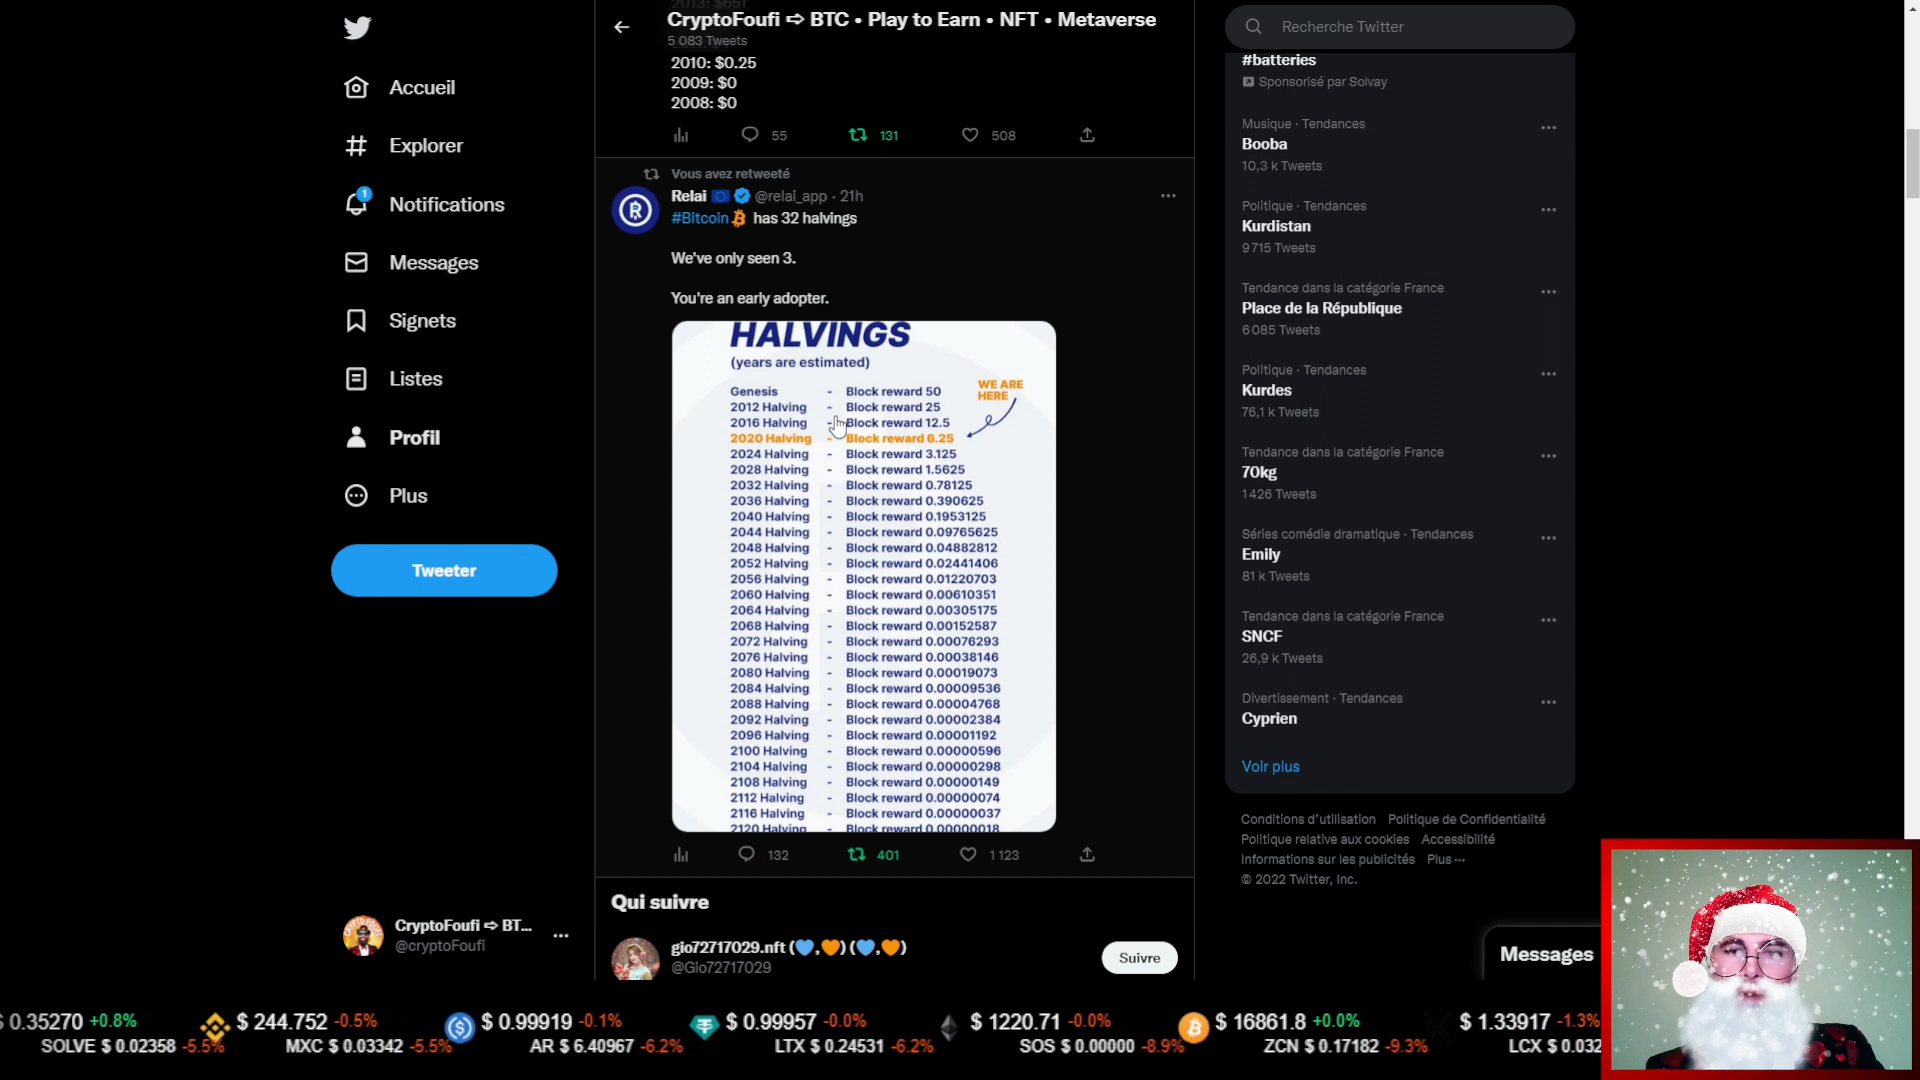 Accueil
Explorer
1
Notifications
Messages
Signets
Listes
Profil
Plus
Tweeter
CryptoFoufi ➪ BT...
@cryptoFoufi
2013: $651
CryptoFoufi ➪ BTC • Play to Earn • NFT • Metaverse
5 083 Tweets
2010: $0.25
2009: $0
2008: $0
55
131
508
Vous avez retweeté
Relai @relai_app · 21h
#Bitcoin has 32 halvings
We've only seen 3.
You're an early adopter.
HALVINGS
(years are estimated)
WE ARE
HERE
Genesis - Block reward 50
2012 Halving - Block reward 25
2016 Halving - Block reward 12.5
2020 Halving - Block reward 6.25
2024 Halving - Block reward 3.125
2028 Halving - Block reward 1.5625
2032 Halving - Block reward 0.78125
2036 Halving - Block reward 0.390625
2040 Halving - Block reward 0.1953125
2044 Halving - Block reward 0.09765625
2048 Halving - Block reward 0.04882812
2052 Halving - Block reward 0.02441406
2056 Halving - Block reward 0.01220703
2060 Halving - Block reward 0.00610351
2064 Halving - Block reward 0.00305175
2068 Halving - Block reward 0.00152587
2072 Halving - Block reward 0.00076293
2076 Halving - Block reward 0.00038146
2080 Halving - Block reward 0.00019073
2084 Halving - Block reward 0.00009536
2088 Halving - Block reward 0.00004768
2092 Halving - Block reward 0.00002384
2096 Halving - Block reward 0.00001192
2100 Halving - Block reward 0.00000596
2104 Halving - Block reward 0.00000298
2108 Halving - Block reward 0.00000149
2112 Halving - Block reward 0.00000074
2116 Halving - Block reward 0.00000037
2120 Halving - Block reward 0.00000018
132
401
1 123
Qui suivre
gio72717029.nft (💙,🧡) (💙,🧡)
@Gio72717029
Suivre
Recherche Twitter
#batteries
Sponsorisé par Solvay
Musique · Tendances
Booba
10,3 k Tweets
Politique · Tendances
Kurdistan
9 715 Tweets
Tendance dans la catégorie France
Place de la République
6 085 Tweets
Politique · Tendances
Kurdes
76,1 k Tweets
Tendance dans la catégorie France
70kg
1 426 Tweets
Séries comédie dramatique · Tendances
Emily
81 k Tweets
Tendance dans la catégorie France
SNCF
26,9 k Tweets
Divertissement · Tendances
Cyprien
Voir plus
Conditions d'utilisation Politique de Confidentialité
Politique relative aux cookies Accessibilité
Informations sur les publicités Plus ···
© 2022 Twitter, Inc.
Messages
$ 0.35270 +0.8% $ 244.752 -0.5% $ 0.99919 -0.1% $ 0.99957 -0.0% $ 1220.71 -0.0% $ 16861.8 +0.0% $ 1.33917 -1.3%
SOLVE $ 0.02358 -5.5% MXC $ 0.03342 -5.5% AR $ 6.40967 -6.2% LTX $ 0.24531 -6.2% SOS $ 0.00000 -8.9% ZCN $ 0.17182 -9.3% LCX $ 0.032